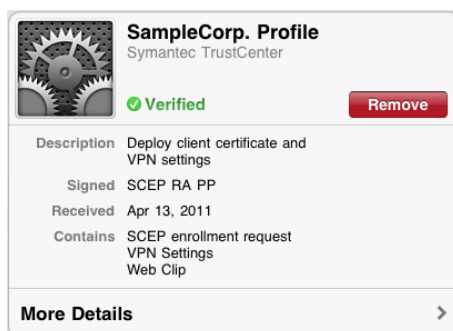 SampleCorp. Profile
Symantec TrustCenter
Verified
Remove
Description Deploy client certificate and
VPN settings
Signed SCEP RA PP
Received Apr 13, 2011
Contains SCEP enrollment request
VPN Settings
Web Clip
More Details